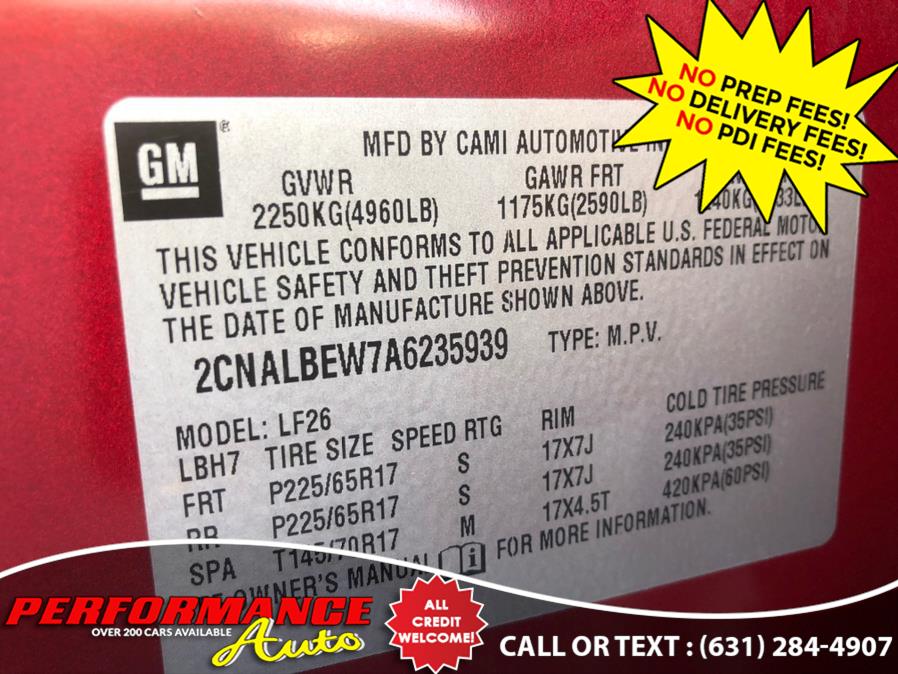 NO PREP FEES!
NO DELIVERY FEES!
NO PDI FEES!
GM
®
MFD BY CAMI AUTOMOTIVE
GVWR GAWR FRT
2250KG(4960LB) 1175KG(2590LB)
THIS VEHICLE CONFORMS TO ALL APPLICABLE U.S. FEDERAL MOTO
VEHICLE SAFETY AND THEFT PREVENTION STANDARDS IN EFFECT ON
THE DATE OF MANUFACTURE SHOWN ABOVE.
2CNALBEW7A6235939 TYPE: M.P.V.
MODEL: LF26
LBH7 TIRE SIZE SPEED RTG RIM COLD TIRE PRESSURE
FRT P225/65R17 S 17X7J 240KPA(35PSI)
RR P225/65R17 S 17X7J 240KPA(35PSI)
SPA T145/70R17 M 17X4.5T 420KPA(60PSI)
OWNER'S MANUAL i FOR MORE INFORMATION.
PERFORMANCE
OVER 200 CARS AVAILABLE
Auto
ALL
CREDIT
WELCOME!
CALL OR TEXT : (631) 284-4907